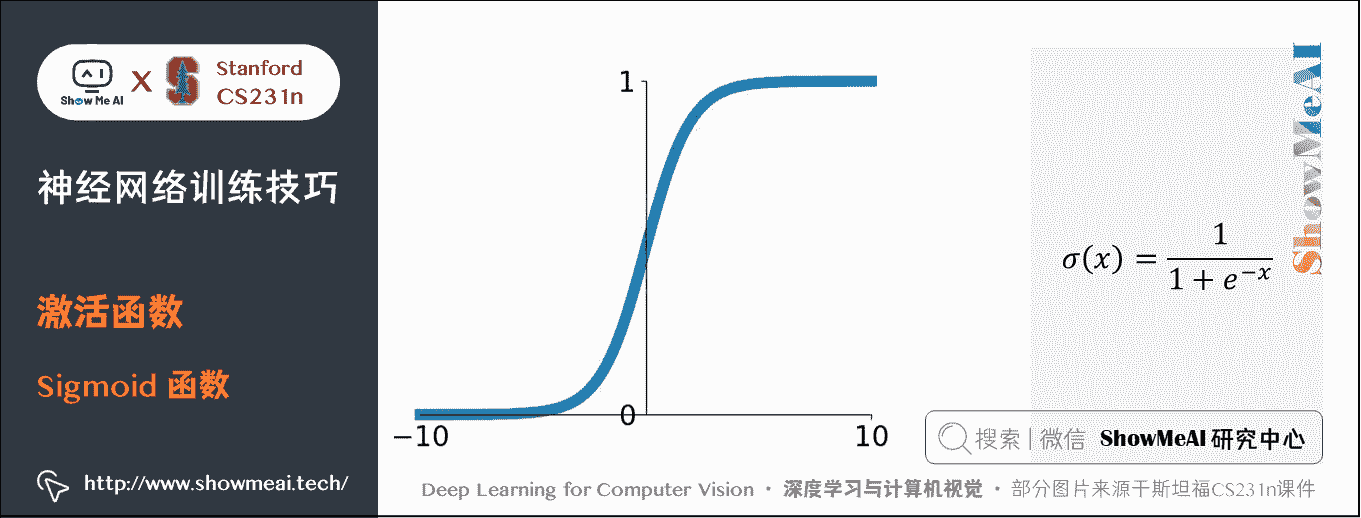 Show Me AI
X
Stanford
CS231n
神经网络训练技巧
激活函数
Sigmoid 函数
http://www.showmeai.tech/
1
0
−10
10
σ(x) = 1 / (1 + e^{−x})
ShowMeAI
搜索 | 微信 ShowMeAI 研究中心
Deep Learning for Computer Vision · 深度学习与计算机视觉 · 部分图片来源于斯坦福CS231n课件